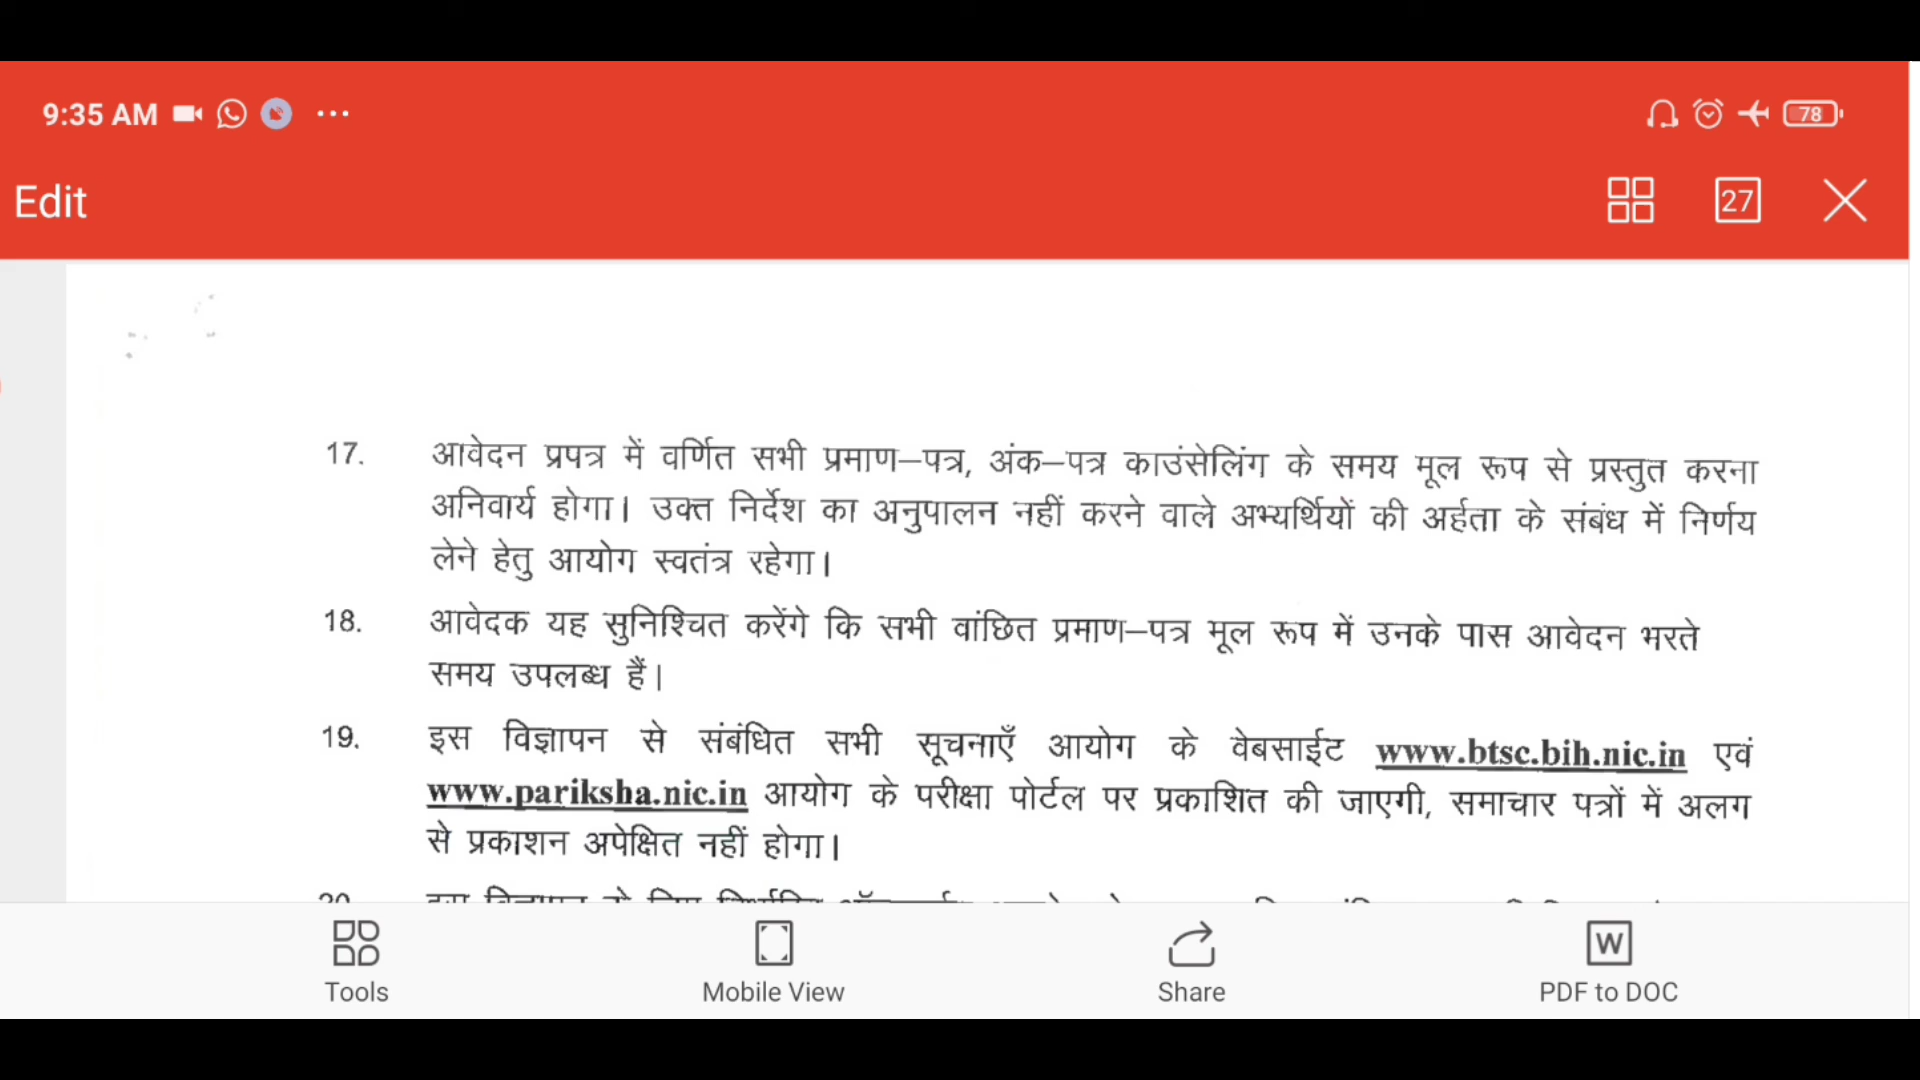 9:35 AM
78
Edit
27
17. आवेदन प्रपत्र में वर्णित सभी प्रमाण–पत्र, अंक–पत्र काउंसेलिंग के समय मूल रूप से प्रस्तुत करना
अनिवार्य होगा। उक्त निर्देश का अनुपालन नहीं करने वाले अभ्यर्थियों की अर्हता के संबंध में निर्णय
लेने हेतु आयोग स्वतंत्र रहेगा।
18. आवेदक यह सुनिश्चित करेंगे कि सभी वांछित प्रमाण–पत्र मूल रूप में उनके पास आवेदन भरते
समय उपलब्ध हैं।
19. इस विज्ञापन से संबंधित सभी सूचनाएँ आयोग के वेबसाईट www.btsc.bih.nic.in एवं
www.pariksha.nic.in आयोग के परीक्षा पोर्टल पर प्रकाशित की जाएगी, समाचार पत्रों में अलग
से प्रकाशन अपेक्षित नहीं होगा।
Tools
Mobile View
Share
W
PDF to DOC